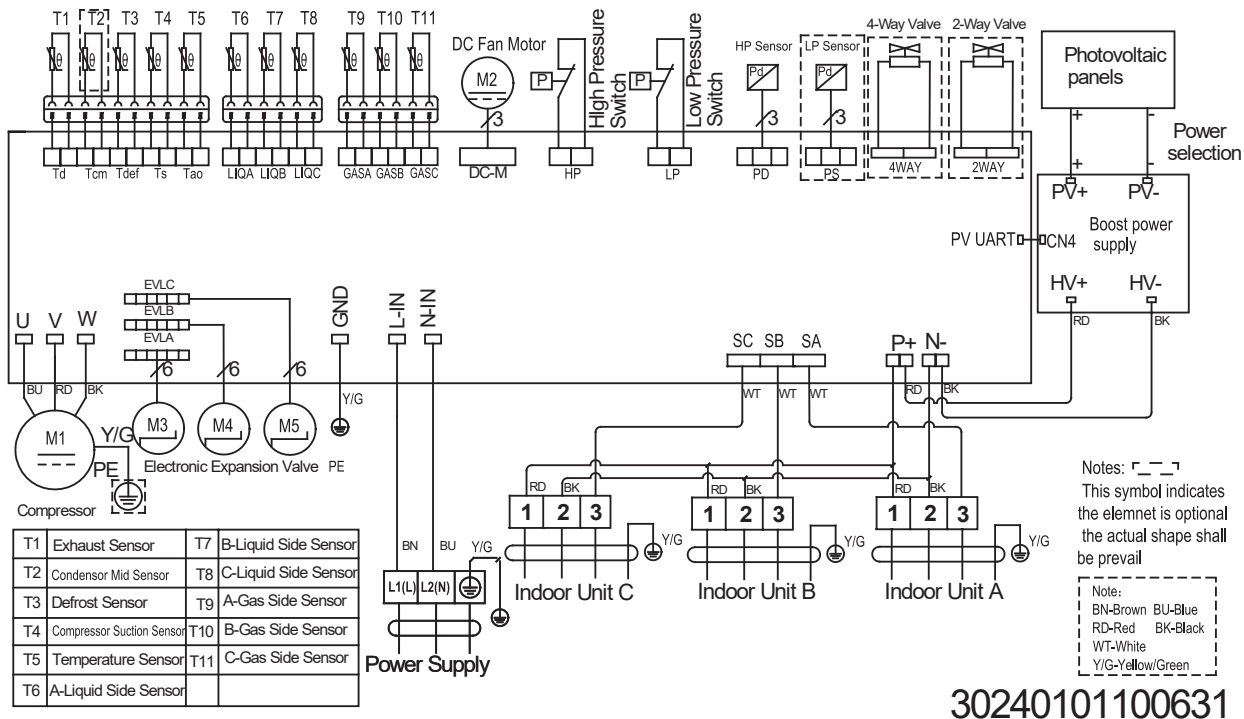 T1 T2 T3 T4 T5 T6 T7 T8 T9 T10 T11
θ θ θ θ θ θ θ θ θ θ θ
Td Tcm Tdef Ts Tao LIQA LIQB LIQC GASA GASB GASC
DC Fan Motor
M2
3
DC-M
P
HIgh Pressure
Switch
HP
P
Low Pressure
Switch
LP
HP Sensor
Pd
3
PD
LP Sensor
Pd
3
PS
4-Way Valve
4WAY
2-Way Valve
2WAY
Photovoltaic
panels
+ -
Power
selection
+ -
PV+ PV-
Boost power
supply
PV UART CN4
HV+ HV-
RD BK
U V W
BU RD BK
M1
Y/G
PE
Compressor
EVLC
EVLB
EVLA
6 6 6
M3 M4 M5
Electronic Expansion Valve
GND
Y/G
PE
L-IN
N-IN
BN BU Y/G
L1(L) L2(N)
Power Supply
SC SB SA
WT WT WT
P+ N-
RD BK
RD BK RD BK RD BK
1 2 3 1 2 3 1 2 3
Y/G Y/G Y/G
Indoor Unit C Indoor Unit B Indoor Unit A
T1 Exhaust Sensor T7 B-Liquid Side Sensor
T2 Condensor Mid Sensor T8 C-Liquid Side Sensor
T3 Defrost Sensor T9 A-Gas Side Sensor
T4 Compressor Suction Sensor T10 B-Gas Side Sensor
T5 Temperature Sensor T11 C-Gas Side Sensor
T6 A-Liquid Side Sensor
Notes:
This symbol indicates
the elemnet is optional
the actual shape shall
be prevail
Note:
BN-Brown BU-Blue
RD-Red BK-Black
WT-White
Y/G-Yellow/Green
30240101100631